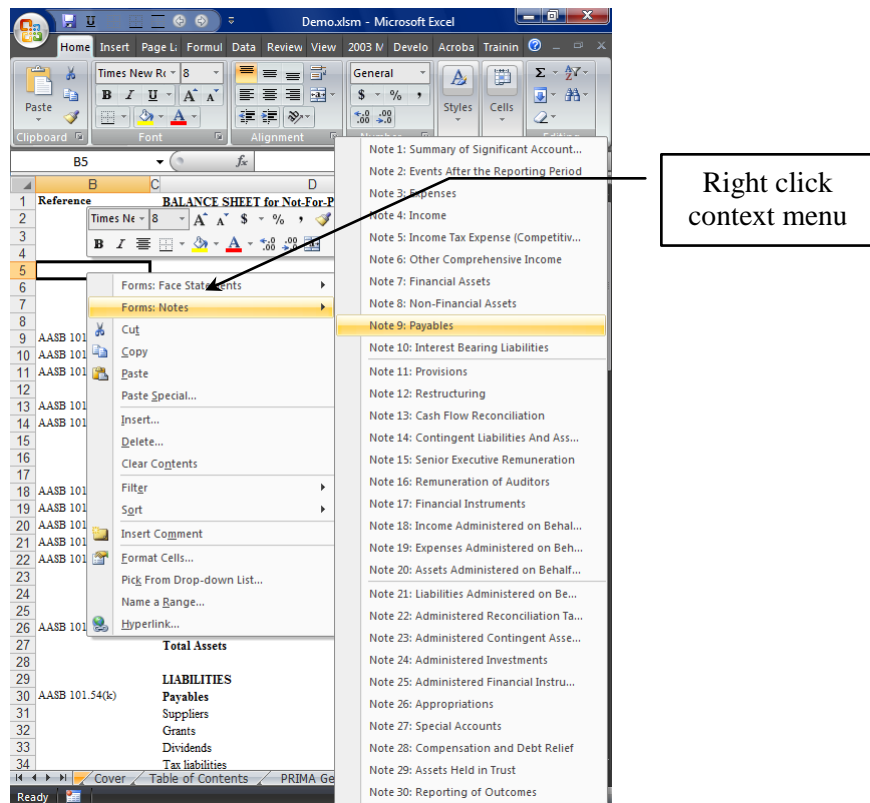 Demo.xlsm - Microsoft Excel
Home Insert Page La Formul Data Review View 2003 M Develo Acroba Trainin
Times New Ro 8
General
B I U A A
$ % ,
Paste
Styles
Cells
Clipboard
Font
Alignment
Number
Editing
B5
fx
B C D
1 Reference BALANCE SHEET for Not-For-P
2
3
4
5
6
7
8
9 AASB 101
10 AASB 101
11 AASB 101
12
13 AASB 101
14 AASB 101
15
16
17
18 AASB 101
19 AASB 101
20 AASB 101
21 AASB 101
22 AASB 101
23
24
25
26 AASB 101
27 Total Assets
28
29 LIABILITIES
30 AASB 101.54(k) Payables
31 Suppliers
32 Grants
33 Dividends
34 Tax liabilities
Cover Table of Contents PRIMA Ge
Ready
Times Ne 8 A A $ % ,
B I A .00 .00
Forms: Face Statements
Forms: Notes
Cut
Copy
Paste
Paste Special...
Insert...
Delete...
Clear Contents
Filter
Sort
Insert Comment
Format Cells...
Pick From Drop-down List...
Name a Range...
Hyperlink...
Note 1: Summary of Significant Account...
Note 2: Events After the Reporting Period
Note 3: Expenses
Note 4: Income
Note 5: Income Tax Expense (Competitiv...
Note 6: Other Comprehensive Income
Note 7: Financial Assets
Note 8: Non-Financial Assets
Note 9: Payables
Note 10: Interest Bearing Liabilities
Note 11: Provisions
Note 12: Restructuring
Note 13: Cash Flow Reconciliation
Note 14: Contingent Liabilities And Ass...
Note 15: Senior Executive Remuneration
Note 16: Remuneration of Auditors
Note 17: Financial Instruments
Note 18: Income Administered on Behal...
Note 19: Expenses Administered on Beh...
Note 20: Assets Administered on Behalf...
Note 21: Liabilities Administered on Be...
Note 22: Administered Reconciliation Ta...
Note 23: Administered Contingent Asse...
Note 24: Administered Investments
Note 25: Administered Financial Instru...
Note 26: Appropriations
Note 27: Special Accounts
Note 28: Compensation and Debt Relief
Note 29: Assets Held in Trust
Note 30: Reporting of Outcomes
Right click
context menu